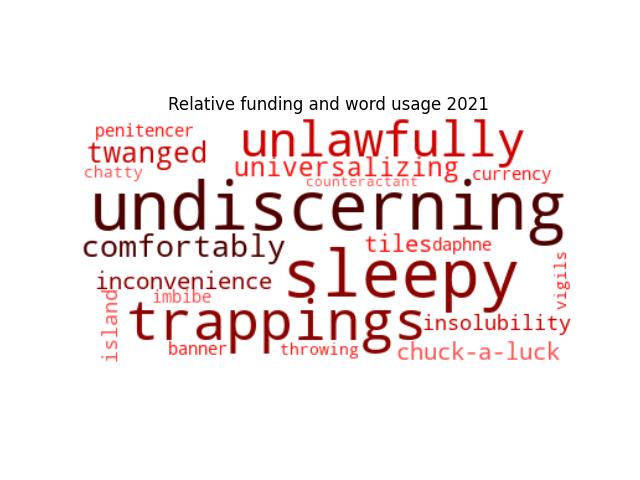 Relative funding and word usage 2021
penitencer
unlawfully
twanged
universalizing
chatty
currency
counteractant
undiscerning
comfortably
tiles
daphne
sleepy
vigils
inconvenience
imbibe
island
trappings
insolubility
banner
throwing
chuck-a-luck